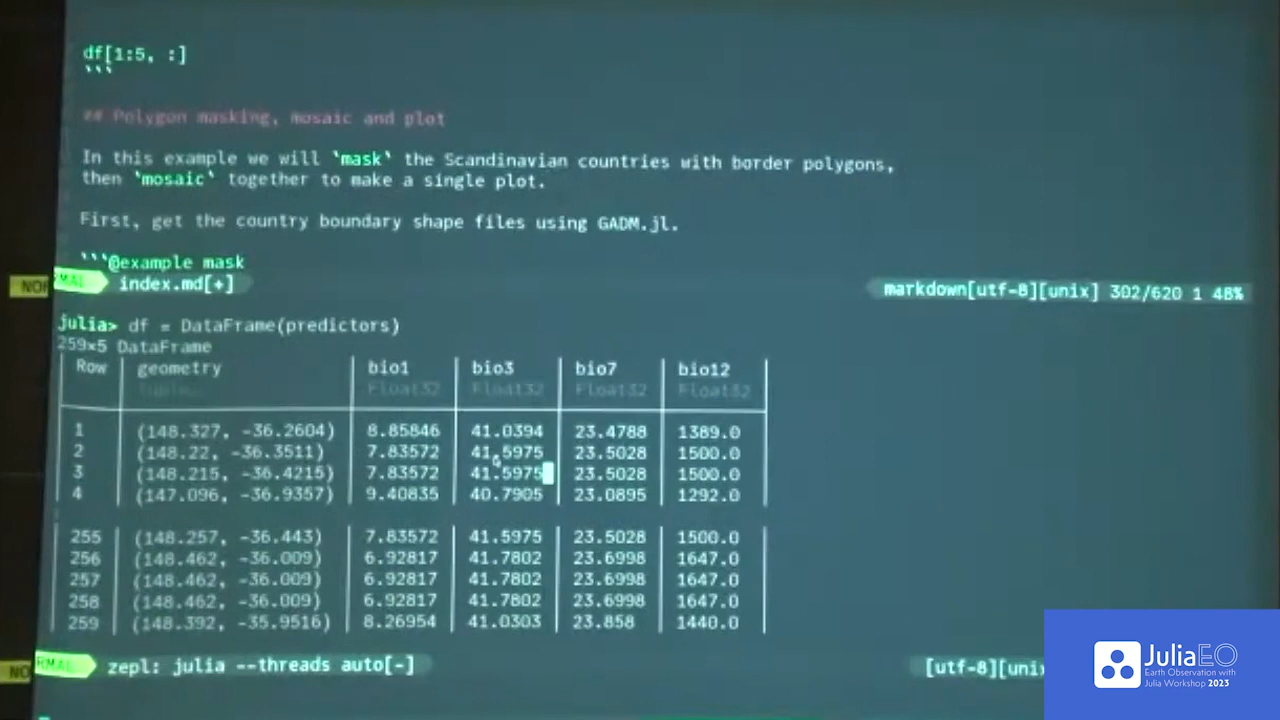 df[1:5, :]
```
## Polygon masking, mosaic and plot
In this example we will `mask` the Scandinavian countries with border polygons,
then `mosaic` together to make a single plot.
First, get the country boundary shape files using GADM.jl.
```@example mask
NOR MAL index.md[+] markdown[utf-8][unix] 302/620 1 48%
julia> df = DataFrame(predictors)
259×5 DataFrame
Row geometry bio1 bio3 bio7 bio12
Tuple… Float32 Float32 Float32 Float32
1 (148.327, -36.2604) 8.85846 41.0394 23.4788 1389.0
2 (148.22, -36.3511) 7.83572 41.5975 23.5028 1500.0
3 (148.215, -36.4215) 7.83572 41.5975 23.5028 1500.0
4 (147.096, -36.9357) 9.40835 40.7905 23.0895 1292.0
255 (148.257, -36.443) 7.83572 41.5975 23.5028 1500.0
256 (148.462, -36.009) 6.92817 41.7802 23.6998 1647.0
257 (148.462, -36.009) 6.92817 41.7802 23.6998 1647.0
258 (148.462, -36.009) 6.92817 41.7802 23.6998 1647.0
259 (148.392, -35.9516) 8.26954 41.0303 23.858 1440.0
NO RMAL zepl: julia --threads auto[-] [utf-8][uni
JuliaEO
Earth Observation with
Julia Workshop 2023